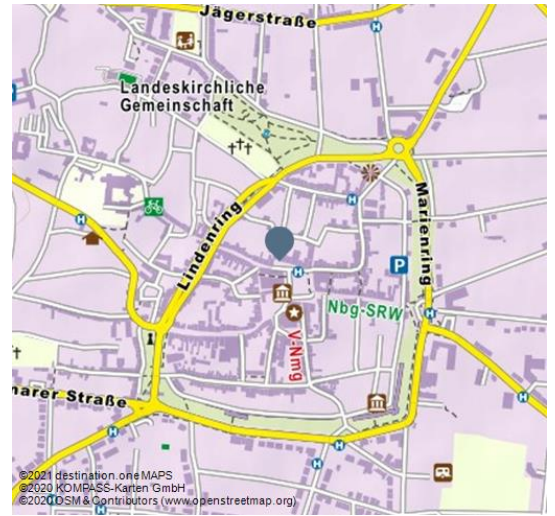 Jägerstraße
Landeskirchliche
Gemeinschaft
Lindenring
Marienring
P
Nbg-SRW
V-Nmg
narer Straße
H
H
H
H
H
H
H
H
H
H
©2021 destination.one MAPS
©2020 KOMPASS-Karten GmbH
©2020 OSM & Contributors (www.openstreetmap.org)